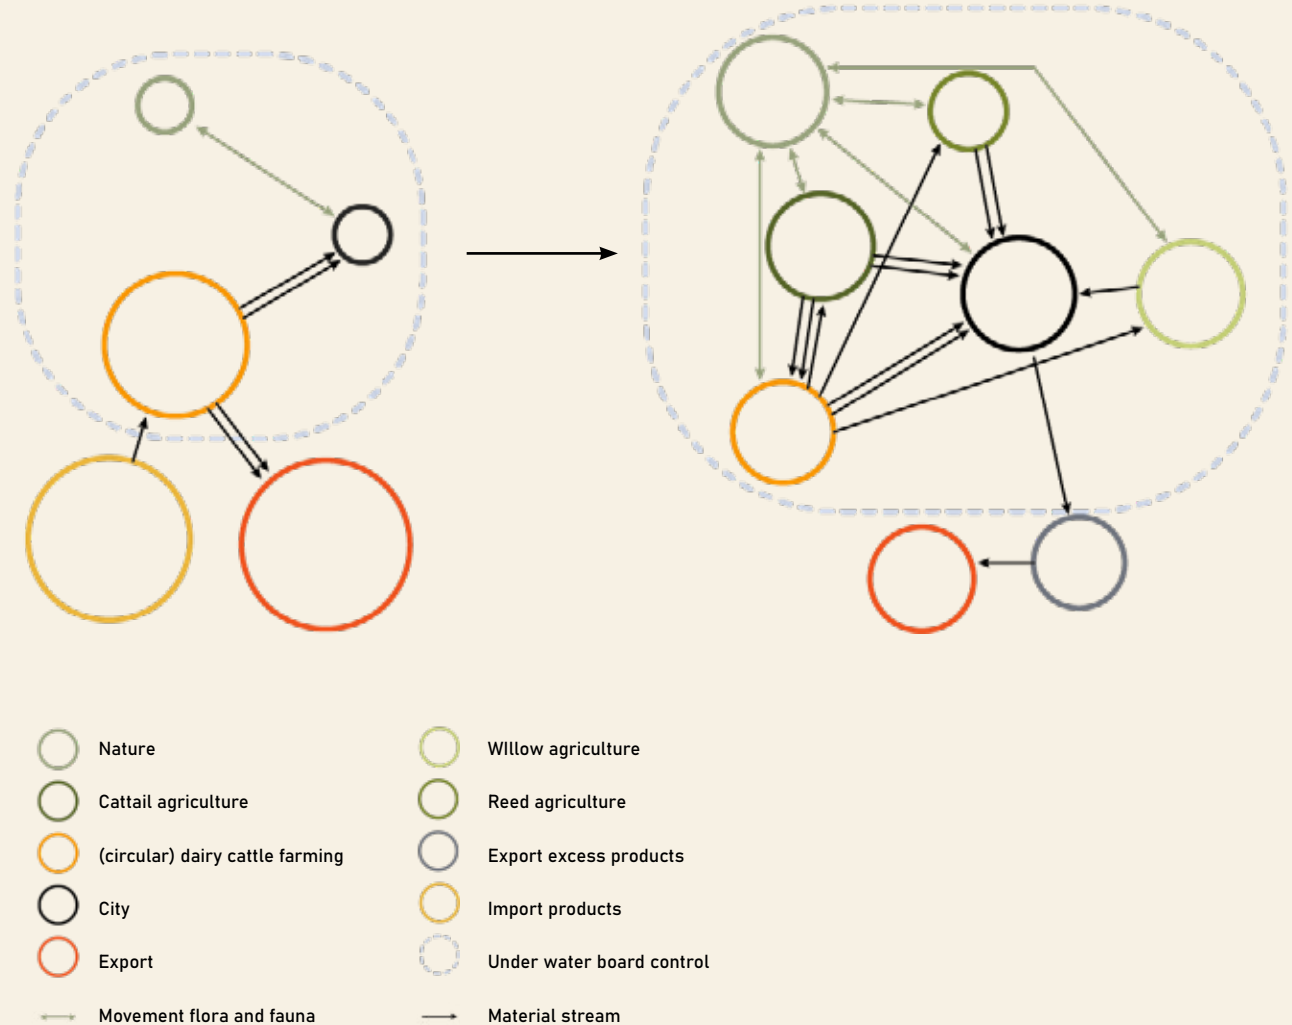 Nature
WIllow agriculture
Cattail agriculture
Reed agriculture
(circular) dairy cattle farming
Export excess products
City
Import products
Export
Under water board control
Movement flora and fauna
Material stream